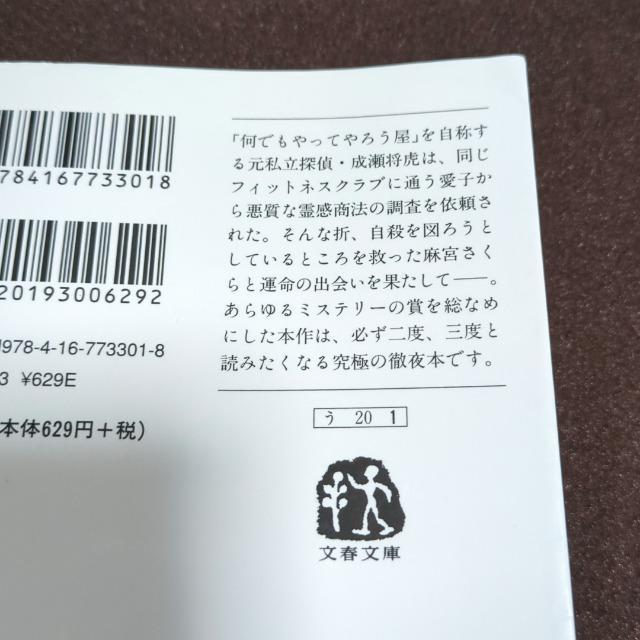 784167733018
20193006292
978-4-16-773301-8
3 ¥629E
本体629円＋税)
「何でもやってやろう屋」を自称す
る元私立探偵・成瀬将虎は、同じ
フィットネスクラブに通う愛子か
ら悪質な霊感商法の調査を依頼さ
れた。そんな折、自殺を図ろうと
しているところを救った麻宮さく
らと運命の出会いを果たして――。
あらゆるミステリーの賞を総なめ
にした本作は、必ず二度、三度と
読みたくなる究極の徹夜本です。
う 20 1
文春文庫